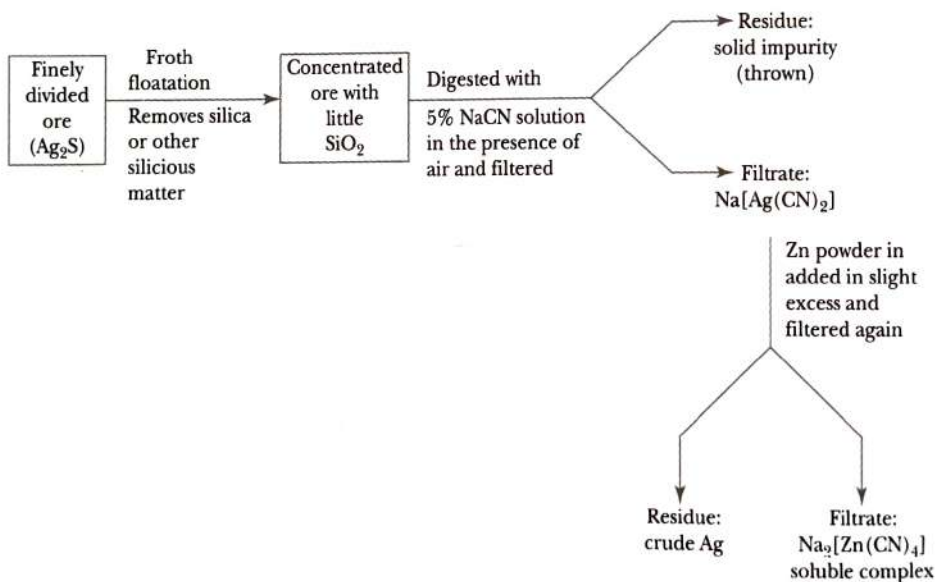 Finely
divided
ore
(Ag₂S)
Froth
floatation
Removes silica
or other
silicious
matter
Concentrated
ore with
little
SiO₂
Digested with
5% NaCN solution
in the presence of
air and filtered
Residue:
solid impurity
(thrown)
Filtrate:
Na[Ag(CN)₂]
Zn powder in
added in slight
excess and
filtered again
Residue:
crude Ag
Filtrate:
Na₂[Zn(CN)₄]
soluble complex